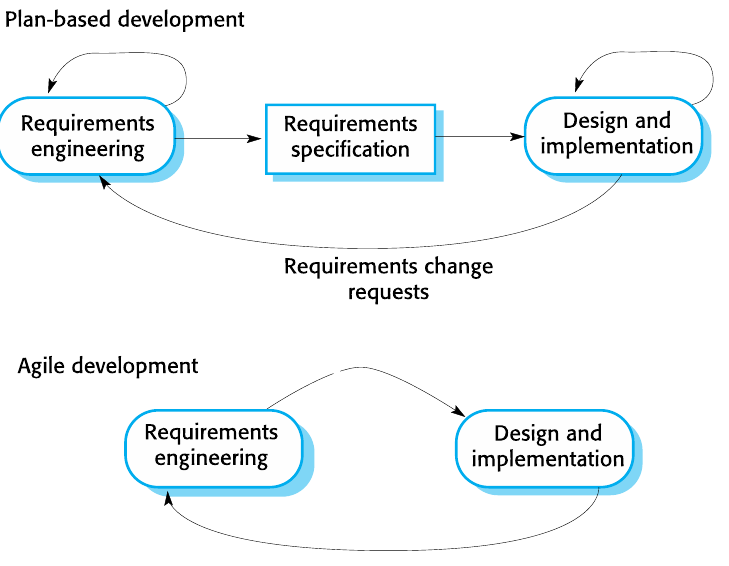 Plan-based development
Requirements
engineering
Requirements
specification
Design and
implementation
Requirements change
requests
Agile development
Requirements
engineering
Design and
implementation